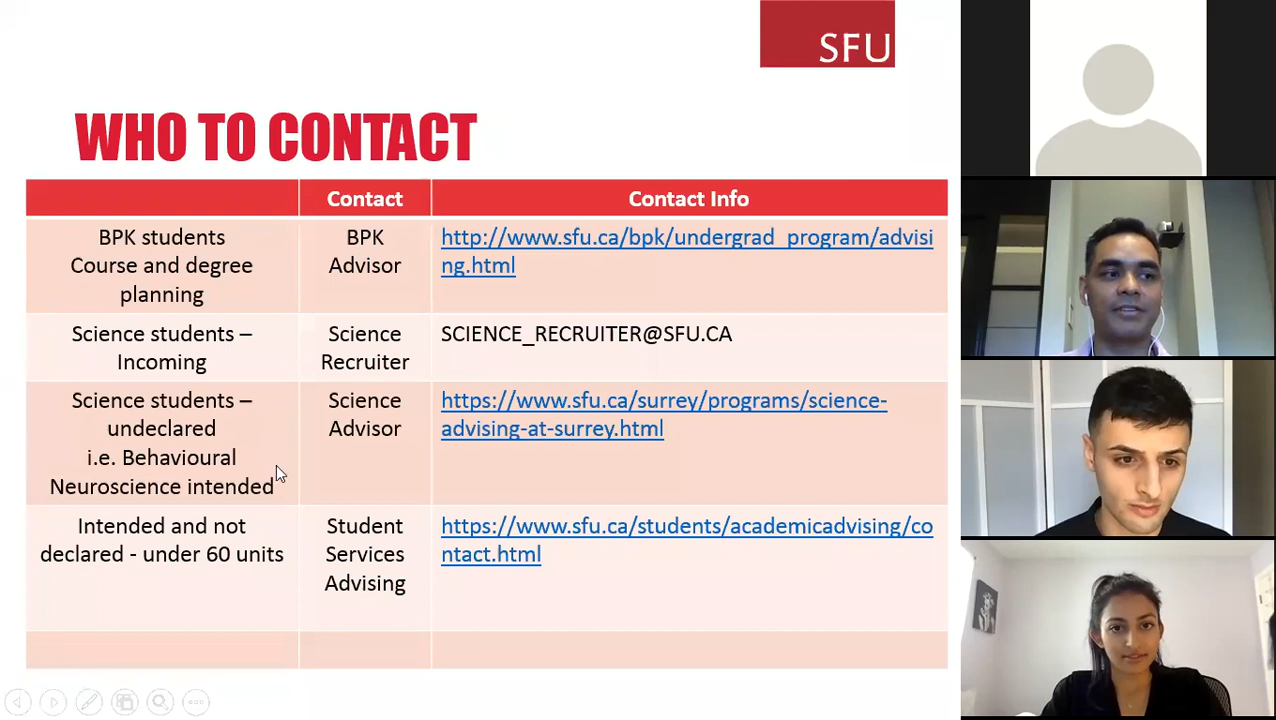 SFU
WHO TO CONTACT
Contact
Contact Info
BPK students
Course and degree
planning
BPK
Advisor
http://www.sfu.ca/bpk/undergrad_program/advisi
ng.html
Science students –
Incoming
Science
Recruiter
SCIENCE_RECRUITER@SFU.CA
Science students –
undeclared
i.e. Behavioural
Neuroscience intended
Science
Advisor
https://www.sfu.ca/surrey/programs/science-
advising-at-surrey.html
Intended and not
declared - under 60 units
Student
Services
Advising
https://www.sfu.ca/students/academicadvising/co
ntact.html